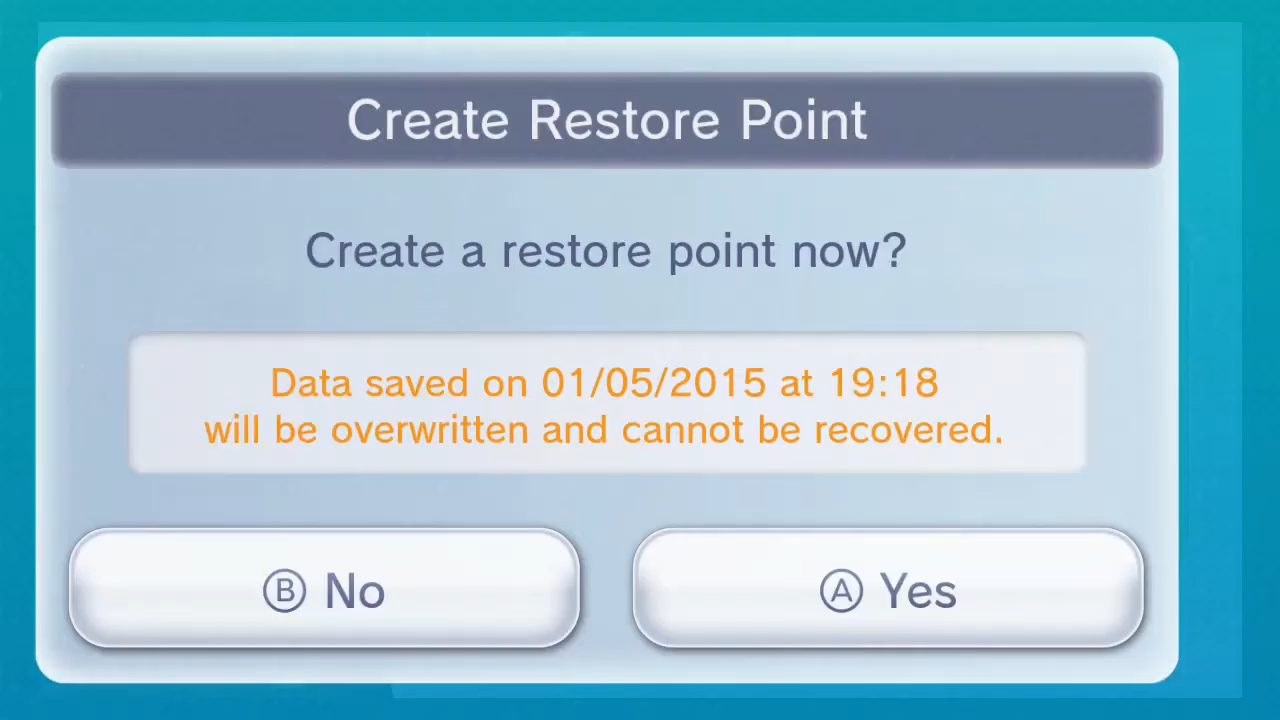 Create Restore Point
Create a restore point now?
Data saved on 01/05/2015 at 19:18
will be overwritten and cannot be recovered.
Ⓑ No
Ⓐ Yes